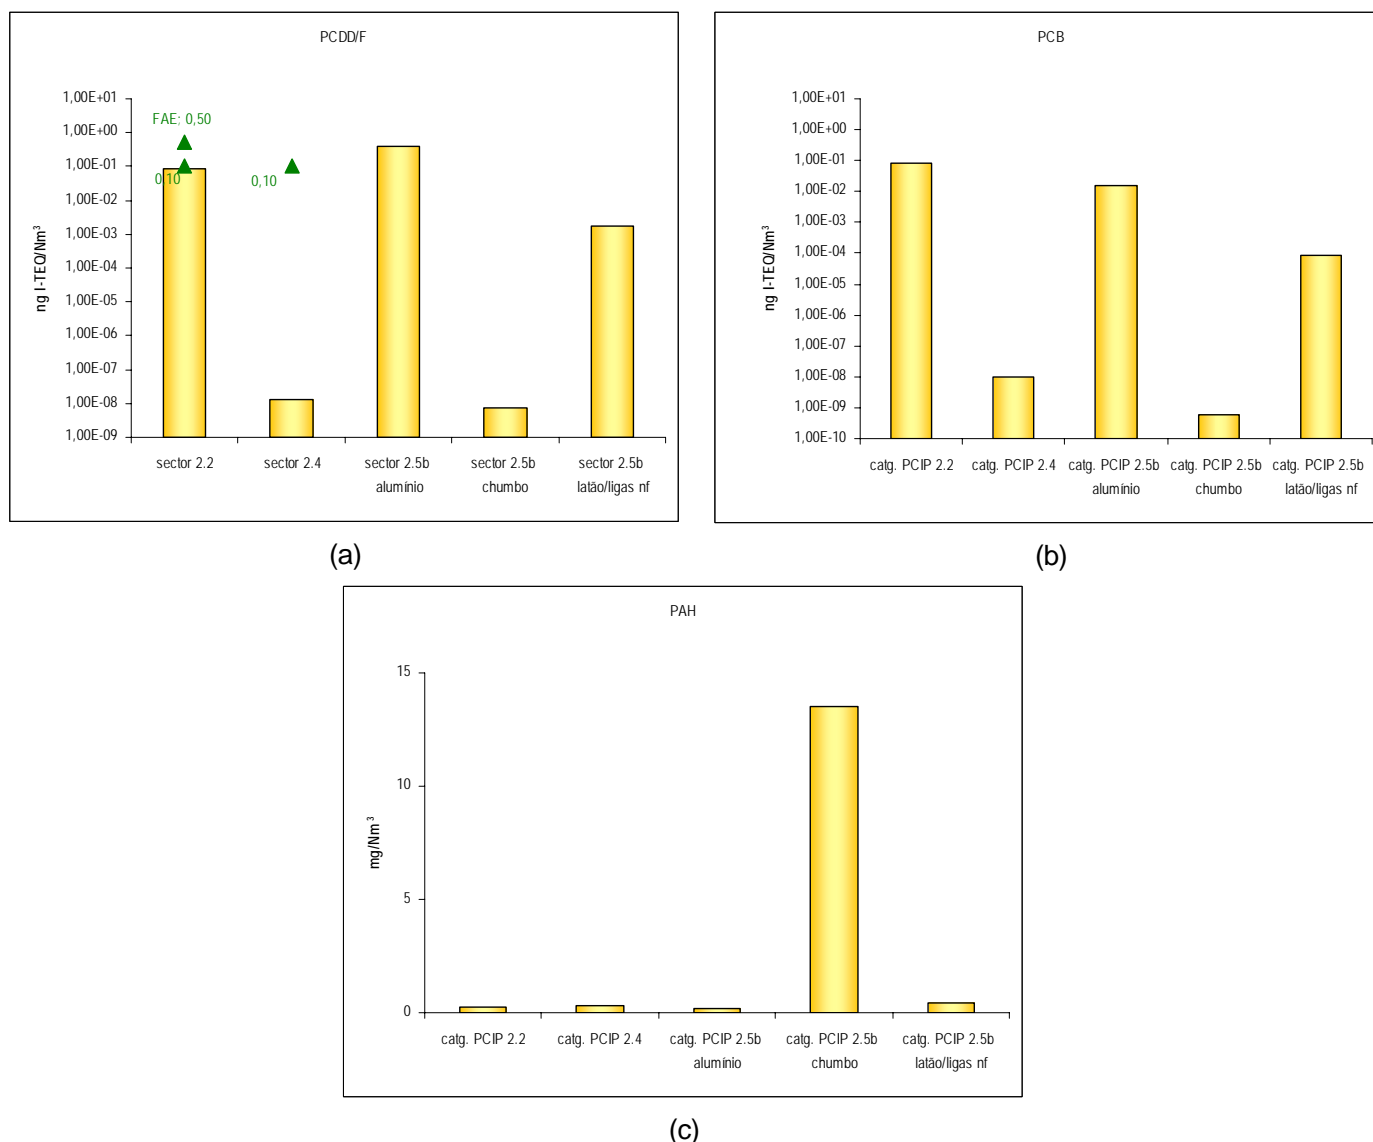 PCDD/F
ng I-TEQ/Nm³
1,00E+01
1,00E+00
1,00E-01
1,00E-02
1,00E-03
1,00E-04
1,00E-05
1,00E-06
1,00E-07
1,00E-08
1,00E-09
FAE; 0,50
0,10
0,10
sector 2.2
sector 2.4
sector 2.5b
alumínio
sector 2.5b
chumbo
sector 2.5b
latão/ligas nf
(a)
PCB
ng I-TEQ/Nm³
1,00E+01
1,00E+00
1,00E-01
1,00E-02
1,00E-03
1,00E-04
1,00E-05
1,00E-06
1,00E-07
1,00E-08
1,00E-09
1,00E-10
catg. PCIP 2.2
catg. PCIP 2.4
catg. PCIP 2.5b
alumínio
catg. PCIP 2.5b
chumbo
catg. PCIP 2.5b
latão/ligas nf
(b)
PAH
mg/Nm³
15
10
5
0
catg. PCIP 2.2
catg. PCIP 2.4
catg. PCIP 2.5b
alumínio
catg. PCIP 2.5b
chumbo
catg. PCIP 2.5b
latão/ligas nf
(c)